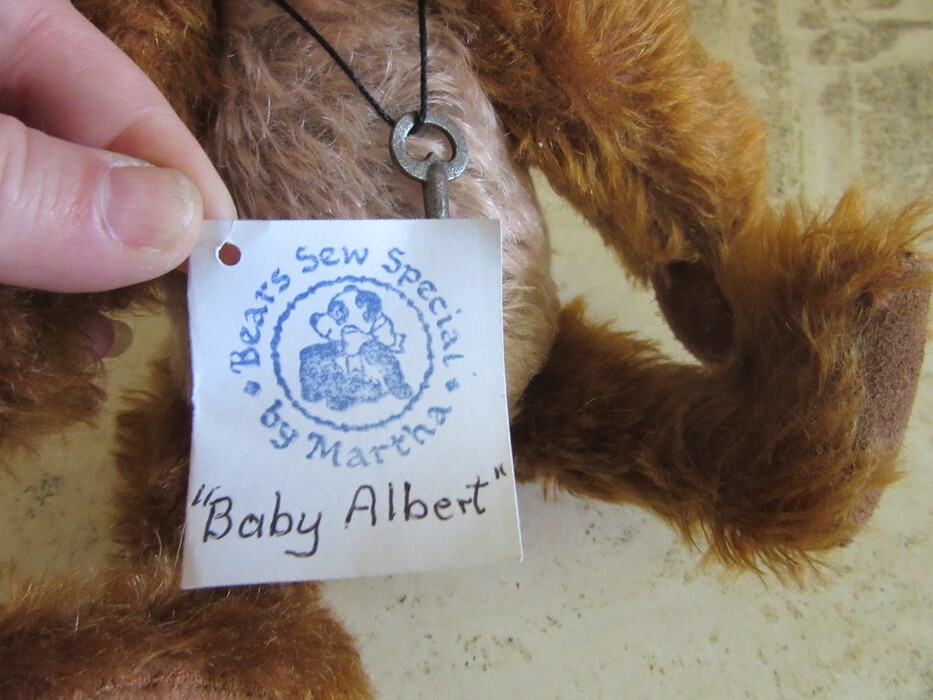 • Bears Sew Special •
by Martha
"Baby Albert"